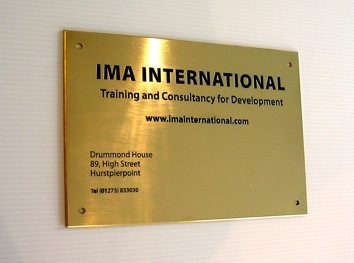 IMA INTERNATIONAL
Training and Consultancy for Development
www.imainternational.com
Drummond House
89, High Street
Hurstpierpoint
Tel (01273) 833030